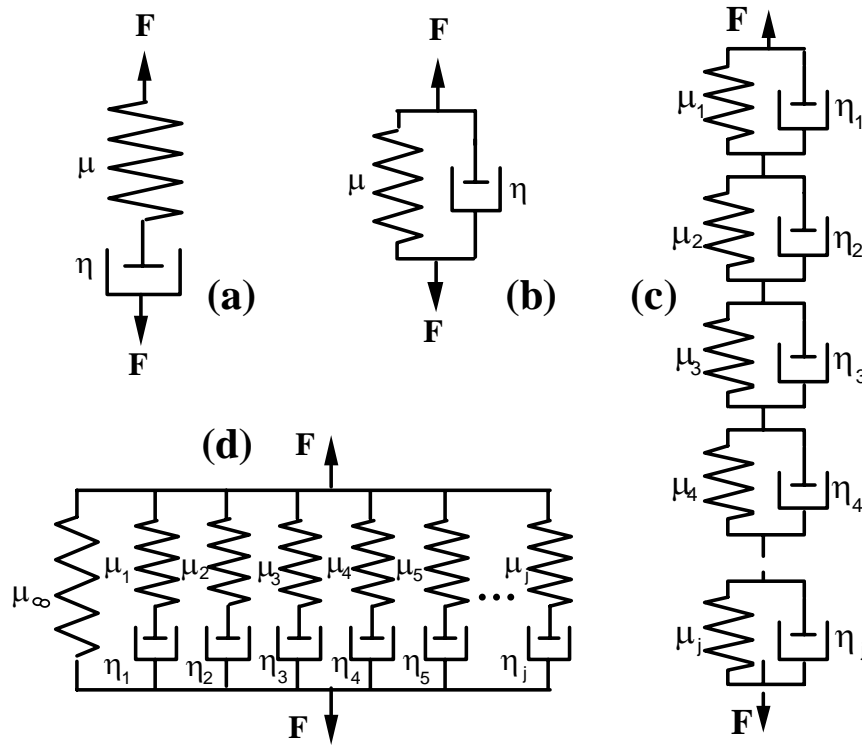 F
μ
η
F
(a)
F
μ
η
F
(b)
F
μ₁ η₁
μ₂ η₂
μ₃ η₃
μ₄ η₄
μⱼ η
F
(c)
(d)
F
μ∞ μ₁ μ₂ μ₃ μ₄ μ₅ ••• μⱼ
η₁ η₂ η₃ η₄ η₅ ηⱼ
F